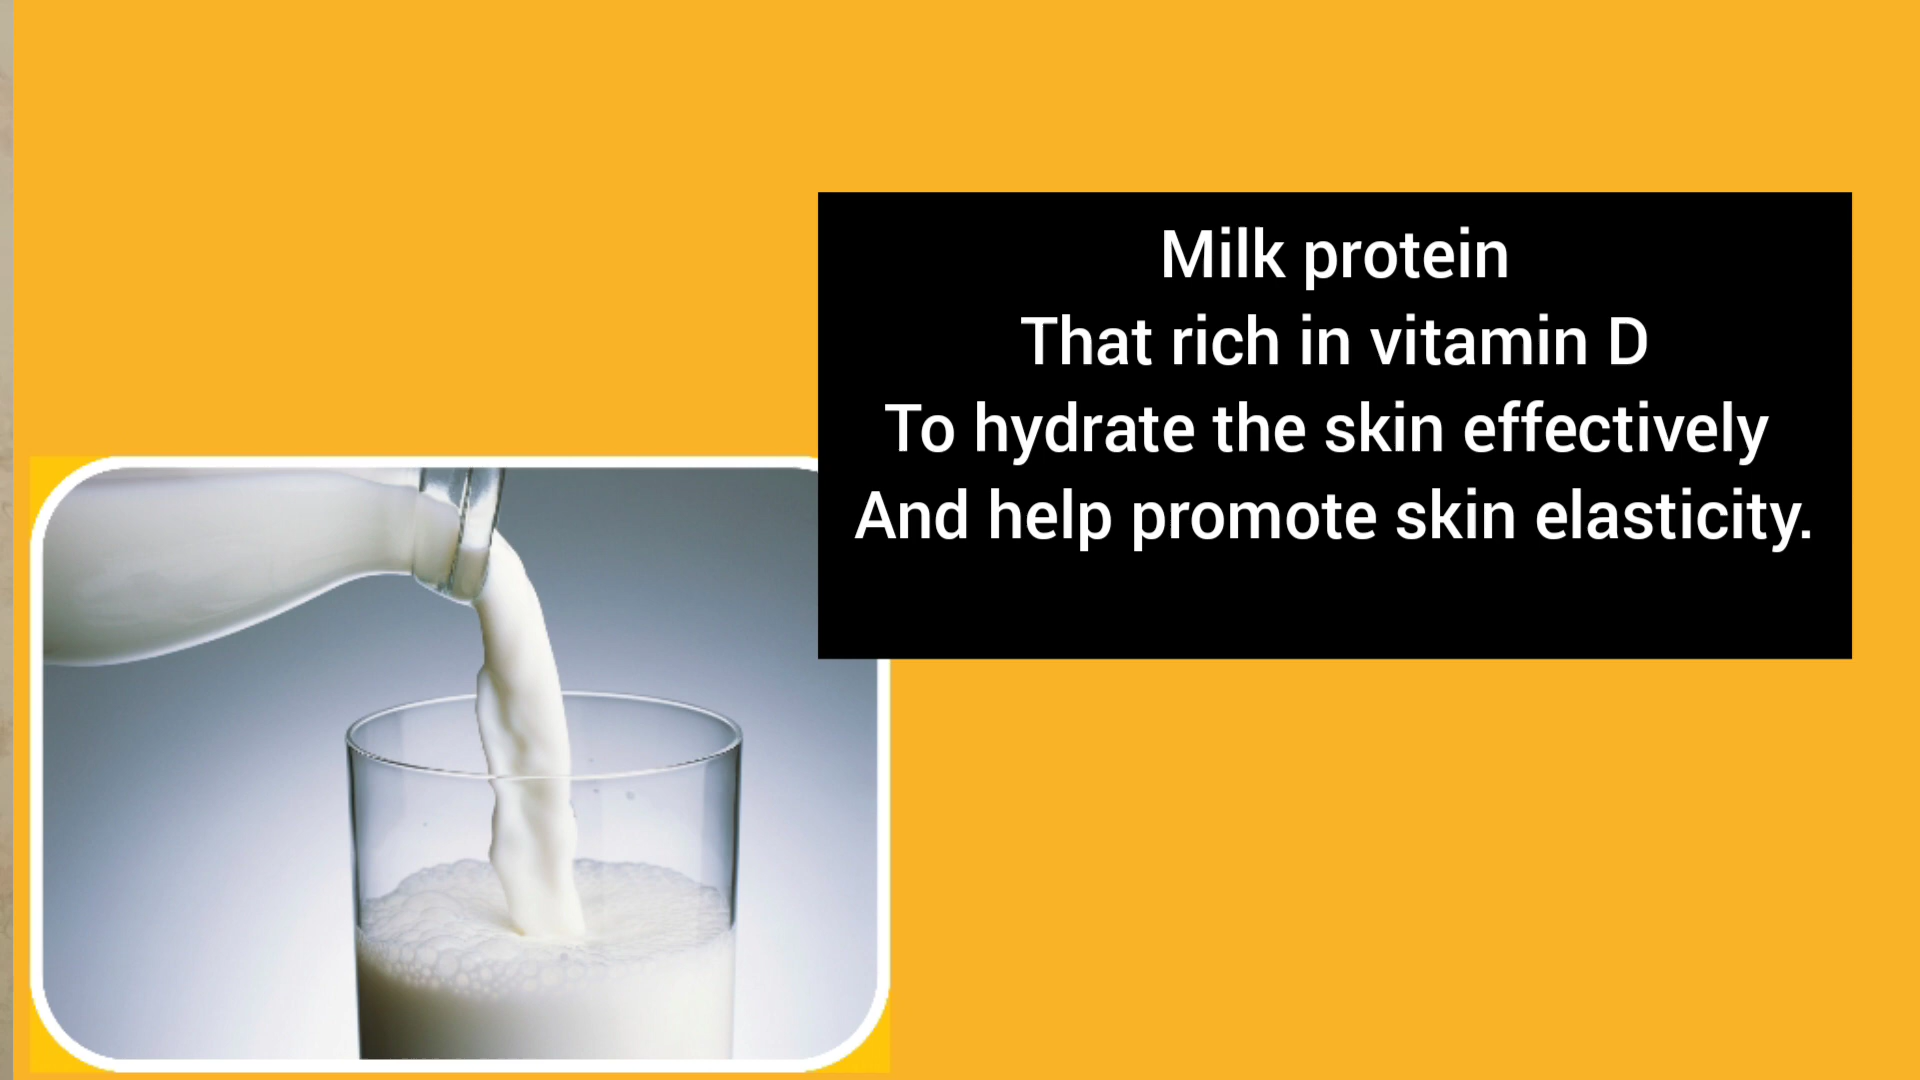 Milk protein
That rich in vitamin D
To hydrate the skin effectively
And help promote skin elasticity.